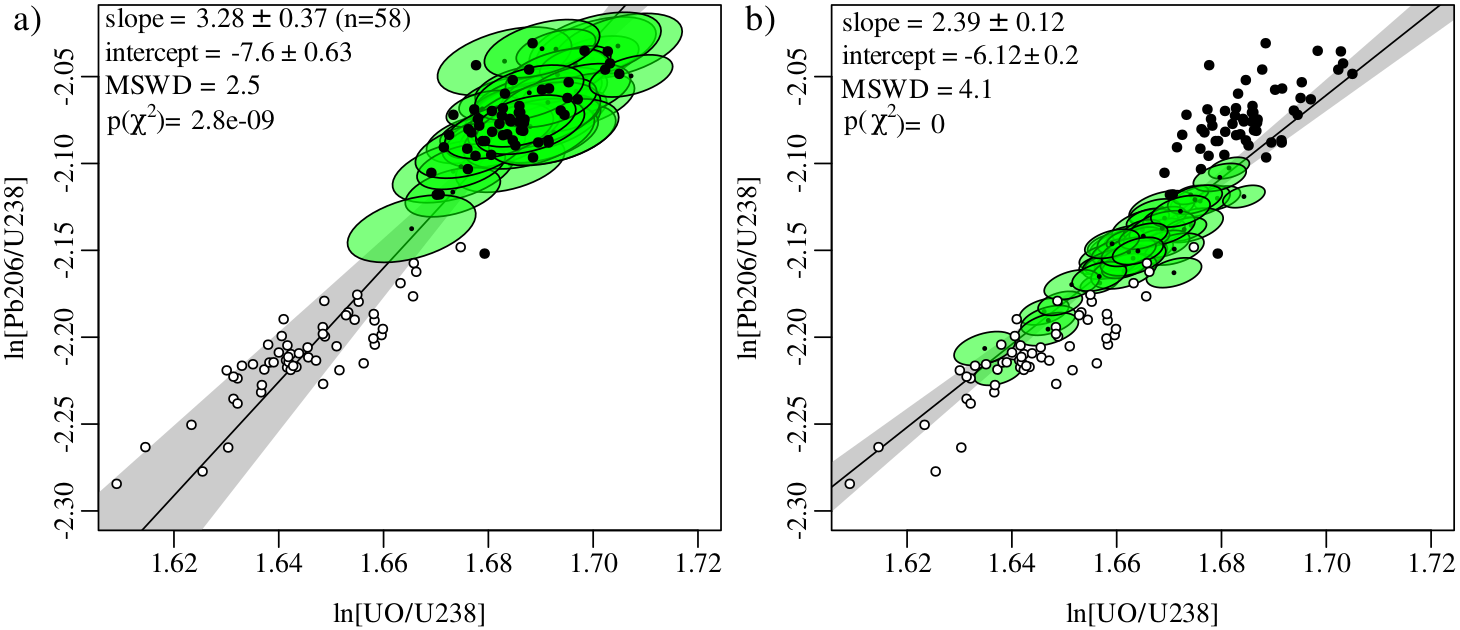 a)
slope = 3.28 ± 0.37 (n=58)
intercept = -7.6 ± 0.63
MSWD = 2.5
p(χ²)= 2.8e-09
ln[Pb206/U238]
-2.05
-2.10
-2.15
-2.20
-2.25
-2.30
1.62 1.64 1.66 1.68 1.70 1.72
ln[UO/U238]
b)
slope = 2.39 ± 0.12
intercept = -6.12±0.2
MSWD = 4.1
p(χ²)= 0
ln[Pb206/U238]
-2.05
-2.10
-2.15
-2.20
-2.25
-2.30
1.62 1.64 1.66 1.68 1.70 1.72
ln[UO/U238]